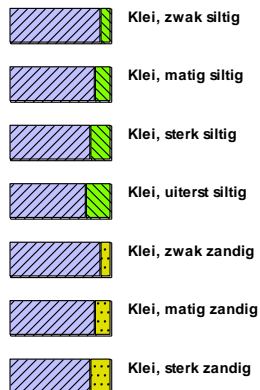 Klei, zwak siltig
Klei, matig siltig
Klei, sterk siltig
Klei, uiterst siltig
Klei, zwak zandig
Klei, matig zandig
Klei, sterk zandig